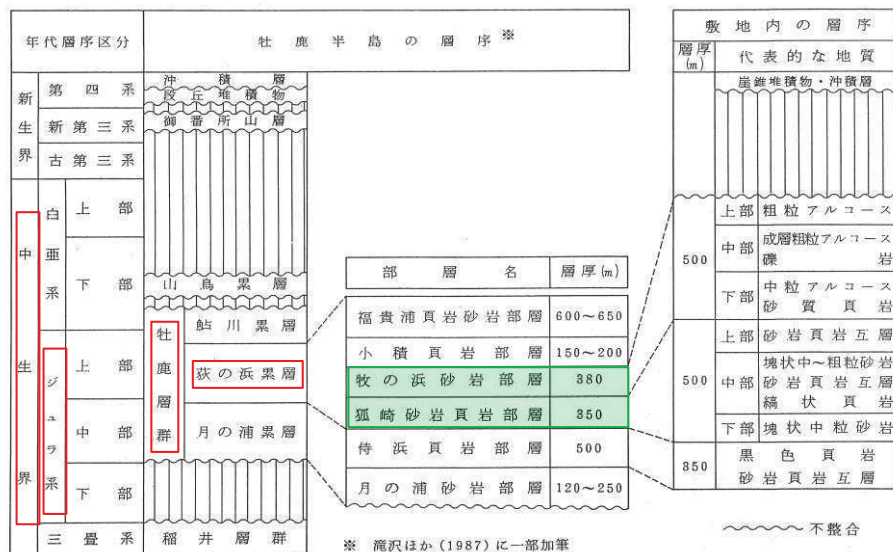 年代層序区分
牡鹿半島の層序※
敷地内の層序
層厚(m)
代表的な地質
新生界
第四系
新第三系
古第三系
中生界
白亜系
上部
下部
ジュラ系
上部
中部
下部
三畳系
沖積層
段丘堆積物
御番所山層
山鳥累層
牡鹿層群
鮎川累層
荻の浜累層
月の浦累層
稲井層群
部層名
層厚(m)
福貴浦頁岩砂岩部層 600~650
小積頁岩部層 150~200
牧の浜砂岩部層 380
狐崎砂岩頁岩部層 350
侍浜頁岩部層 500
月の浦砂岩部層 120~250
※ 滝沢ほか(1987)に一部加筆
崖錐堆積物・沖積層
500
上部 粗粒アルコース
中部 成層粗粒アルコース
礫岩
下部 中粒アルコース
砂質頁岩
500
上部 砂岩頁岩互層
中部 塊状中~粗粒砂岩
砂岩頁岩互層
縞状頁岩
下部 塊状中粒砂岩
850
黒色頁岩
砂岩頁岩互層
不整合